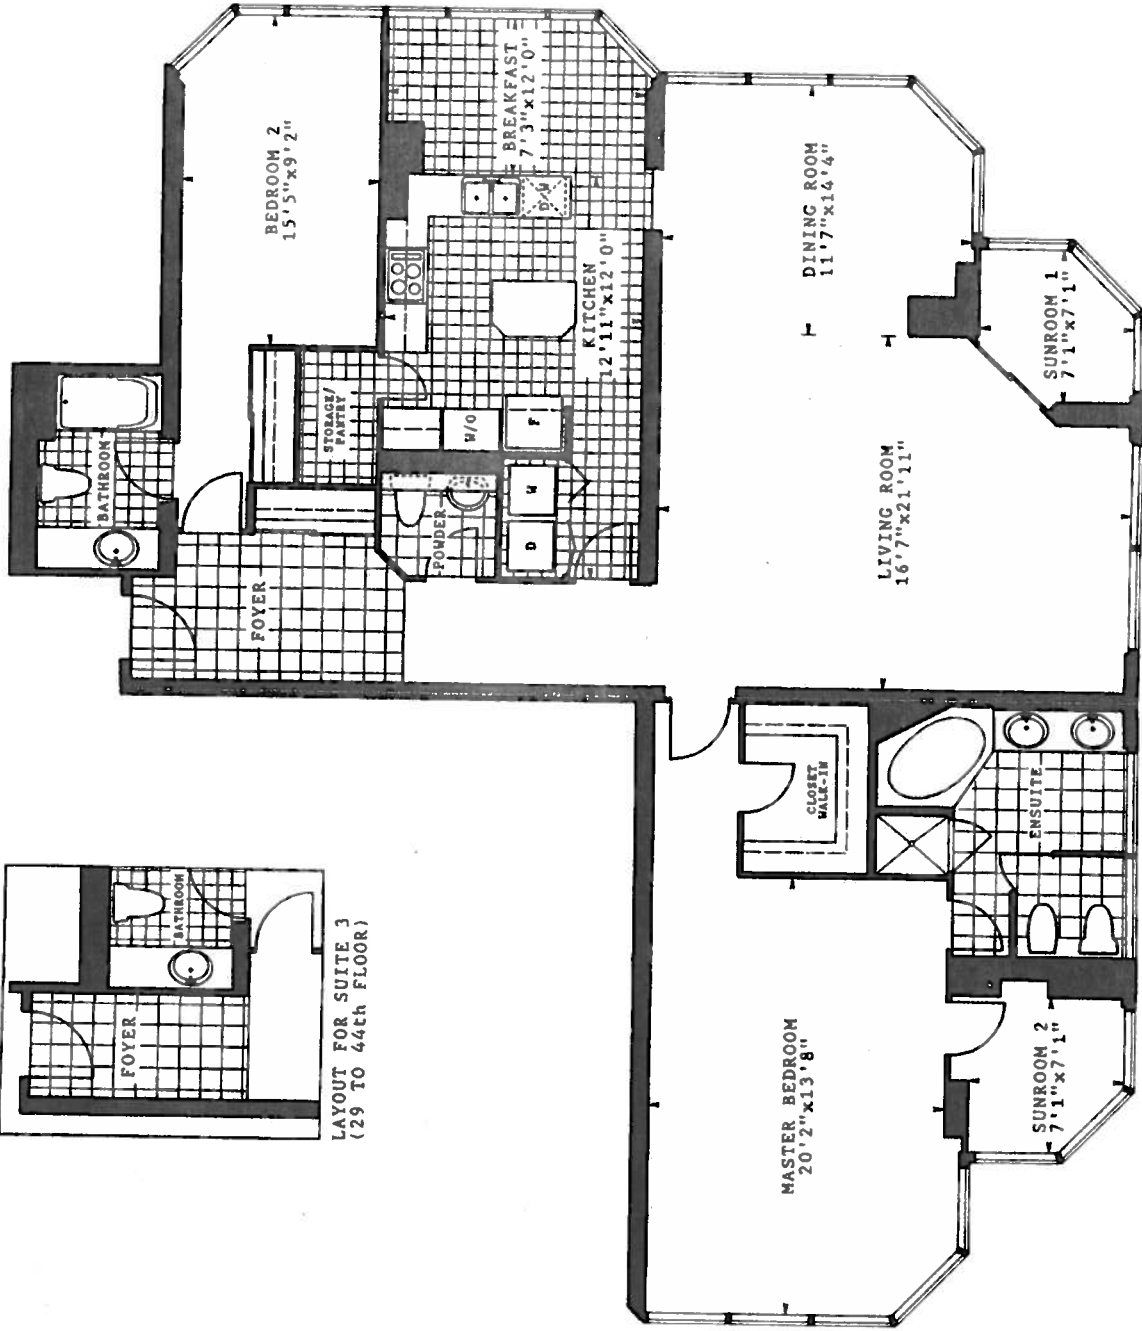 BEDROOM 2
15'5"x9'2"
BREAKFAST
7'3"x12'0"
D/W
KITCHEN
12'11"x12'0"
DINING ROOM
11'7"x14'4"
SUNROOM 1
7'1"x7'1"
STORAGE/
PANTRY
W/O
F
BATHROOM
POWDER
W
D
LIVING ROOM
16'7"x21'11"
FOYER
CLOSET
WALK-IN
ENSUITE
MASTER BEDROOM
20'2"x13'8"
SUNROOM 2
7'1"x7'1"
BATHROOM
FOYER
LAYOUT FOR SUITE 3
(29 TO 44th FLOOR)